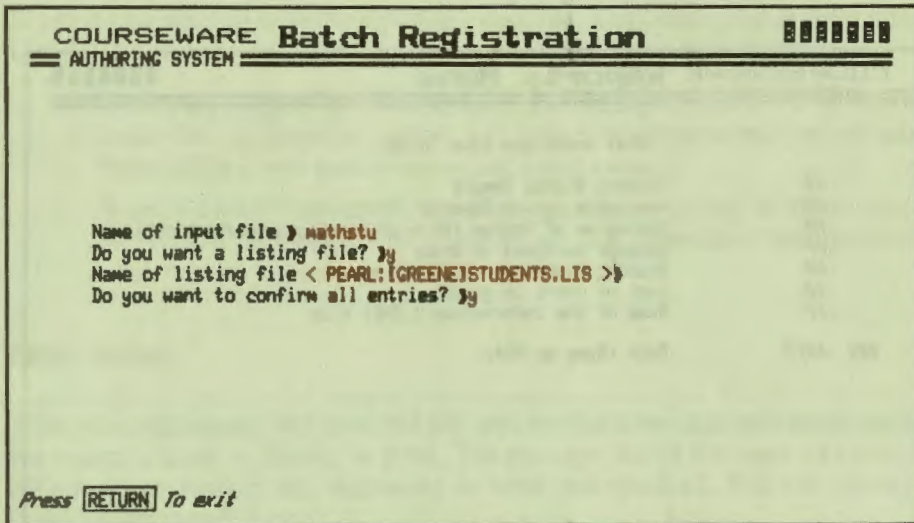 COURSEWARE Batch Registration
AUTHORING SYSTEM
Name of input file ❯ mathstu
Do you want a listing file? ❯y
Name of listing file < PEARL:[GREENE]STUDENTS.LIS >❯
Do you want to confirm all entries? ❯y
Press RETURN To exit